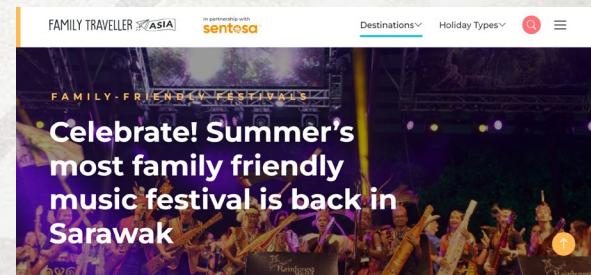 FAMILY TRAVELLER ASIA
In partnership with
sentosa
Destinations
Holiday Types
FAMILY-FRIENDLY FESTIVALS
Celebrate! Summer's
most family friendly
music festival is back in
Sarawak
Rainforest